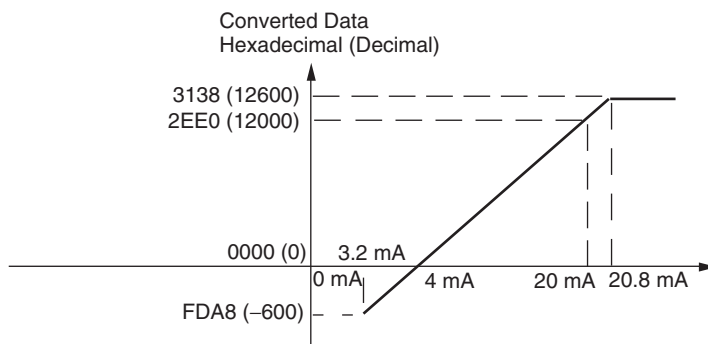 Converted Data
Hexadecimal (Decimal)
3138 (12600)
2EE0 (12000)
0000 (0)
3.2 mA
0 mA
4 mA
20 mA
20.8 mA
FDA8 (–600)